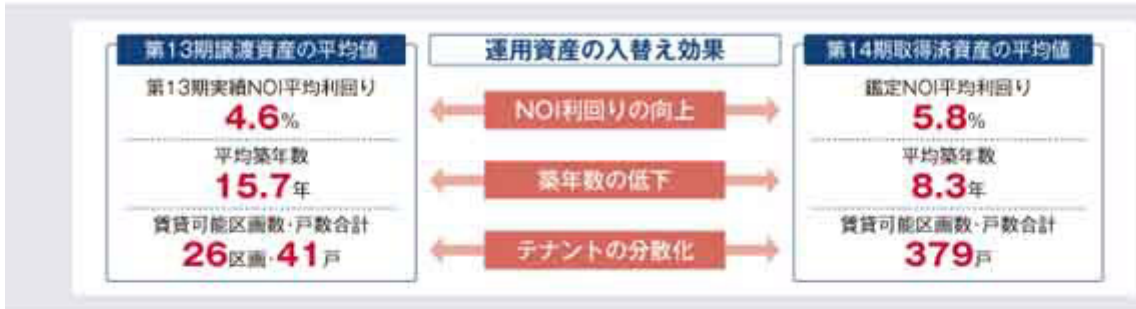 第13期譲渡資産の平均値
第13期実績NOI平均利回り
4.6%
平均築年数
15.7年
賃貸可能区画数・戸数合計
26区画・41戸
運用資産の入替え効果
NOI利回りの向上
築年数の低下
テナントの分散化
第14期取得済資産の平均値
鑑定NOI平均利回り
5.8%
平均築年数
8.3年
賃貸可能区画数・戸数合計
379戸